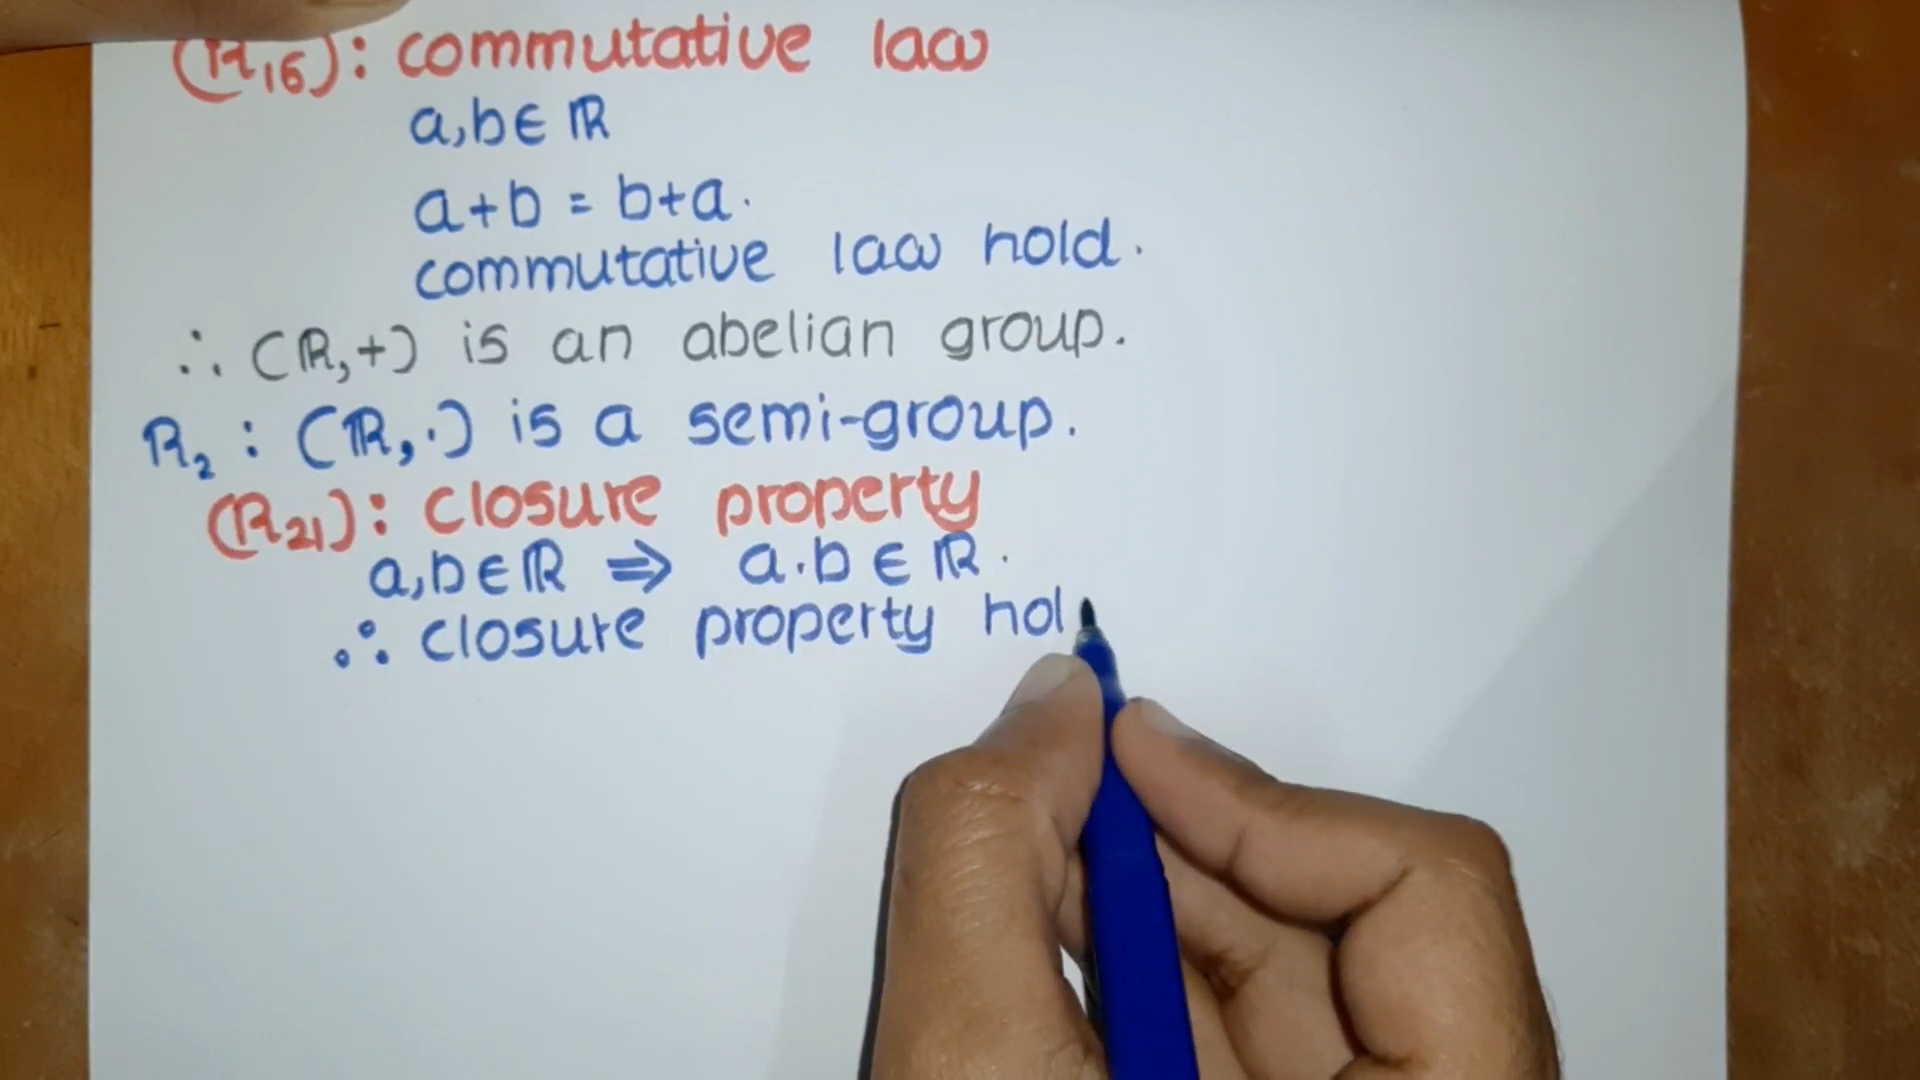 (R16): commutative law
a,b∈ℝ
a+b = b+a.
commutative law hold.
∴ (ℝ,+) is an abelian group.
R₂ : (ℝ,·) is a semi-group.
(R21): closure property
a,b∈ℝ ⇒ a.b∈ℝ.
∴ closure property hol